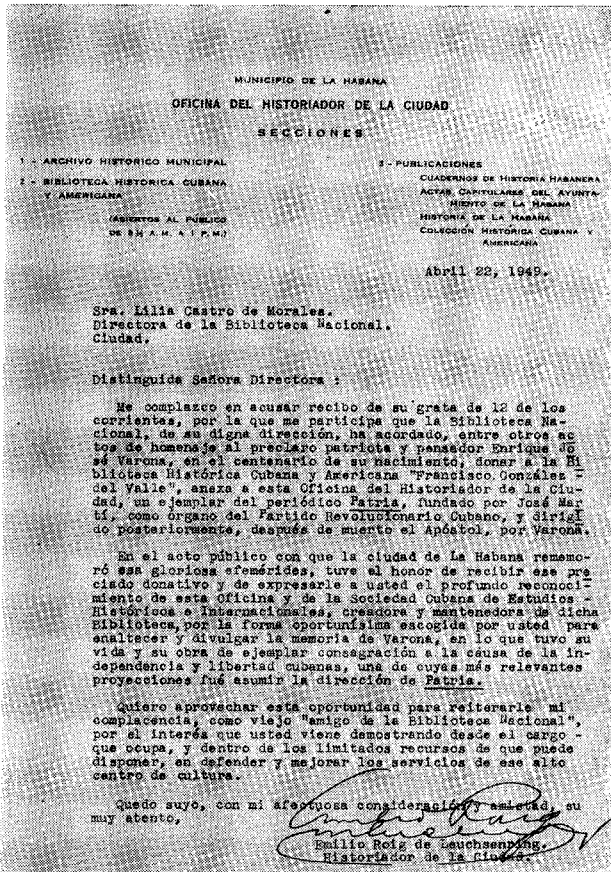 MUNICIPIO DE LA HABANA
OFICINA DEL HISTORIADOR DE LA CIUDAD
SECCIONES
1 - ARCHIVO HISTORICO MUNICIPAL
2 - BIBLIOTECA HISTORICA CUBANA
Y AMERICANA
(ABIERTOS AL PUBLICO
DE 8½ A. M. A 1 P. M.)
3 - PUBLICACIONES
CUADERNOS DE HISTORIA HABANERA
ACTAS CAPITULARES DEL AYUNTA-
MIENTO DE LA HABANA
HISTORIA DE LA HABANA
COLECCIÓN HISTÓRICA CUBANA Y
AMERICANA
Abril 22, 1949.
Sra. Lilia Castro de Morales.
Directora de la Biblioteca Nacional.
Ciudad.
Distinguida Señora Directora :
Me complazco en acusar recibo de su grata de 12 de los
corrientes, por la que me participa que la Biblioteca Na-
cional, de su digna dirección, ha acordado, entre otros ac
tos de homenaje al preclaro patriota y pensador Enrique Jo
sé Varona, en el centenario de su nacimiento, donar a la Bi
blioteca Histórica Cubana y Americana "Francisco González -
del Valle", anexa a esta Oficina del Historiador de la Ciu-
dad, un ejemplar del periódico Patria, fundado por José Mar
tí, como órgano del Partido Revolucionario Cubano, y dirigi
do posteriormente, después de muerto el Apóstol, por Varona.
En el acto público con que la ciudad de La Habana rememo-
ró esa gloriosa efemérides, tuve el honor de recibir ese pre
ciado donativo y de expresarle a usted el profundo reconoci-
miento de esta Oficina y de la Sociedad Cubana de Estudios -
Históricos e Internacionales, creadora y mantenedora de dicha
Biblioteca, por la forma oportunísima escogida por usted para
enaltecer y divulgar la memoria de Varona, en lo que tuvo su
vida y su obra de ejemplar consagración a la causa de la in-
dependencia y libertad cubanas, una de cuyas más relevantes
proyecciones fué asumir la dirección de Patria.
Quiero aprovechar esta oportunidad para reiterarle mi
complacencia, como viejo "amigo de la Biblioteca Nacional",
por el interés que usted viene demostrando desde el cargo -
que ocupa, y dentro de los limitados recursos de que puede
disponer, en defender y mejorar los servicios de ese alto
centro de cultura.
Quedo suyo, con mi afectuosa consideración y amistad, su
muy atento,
Emilio Roig
Emilio Roig de Leuchsenring.
Historiador de la Ciudad.